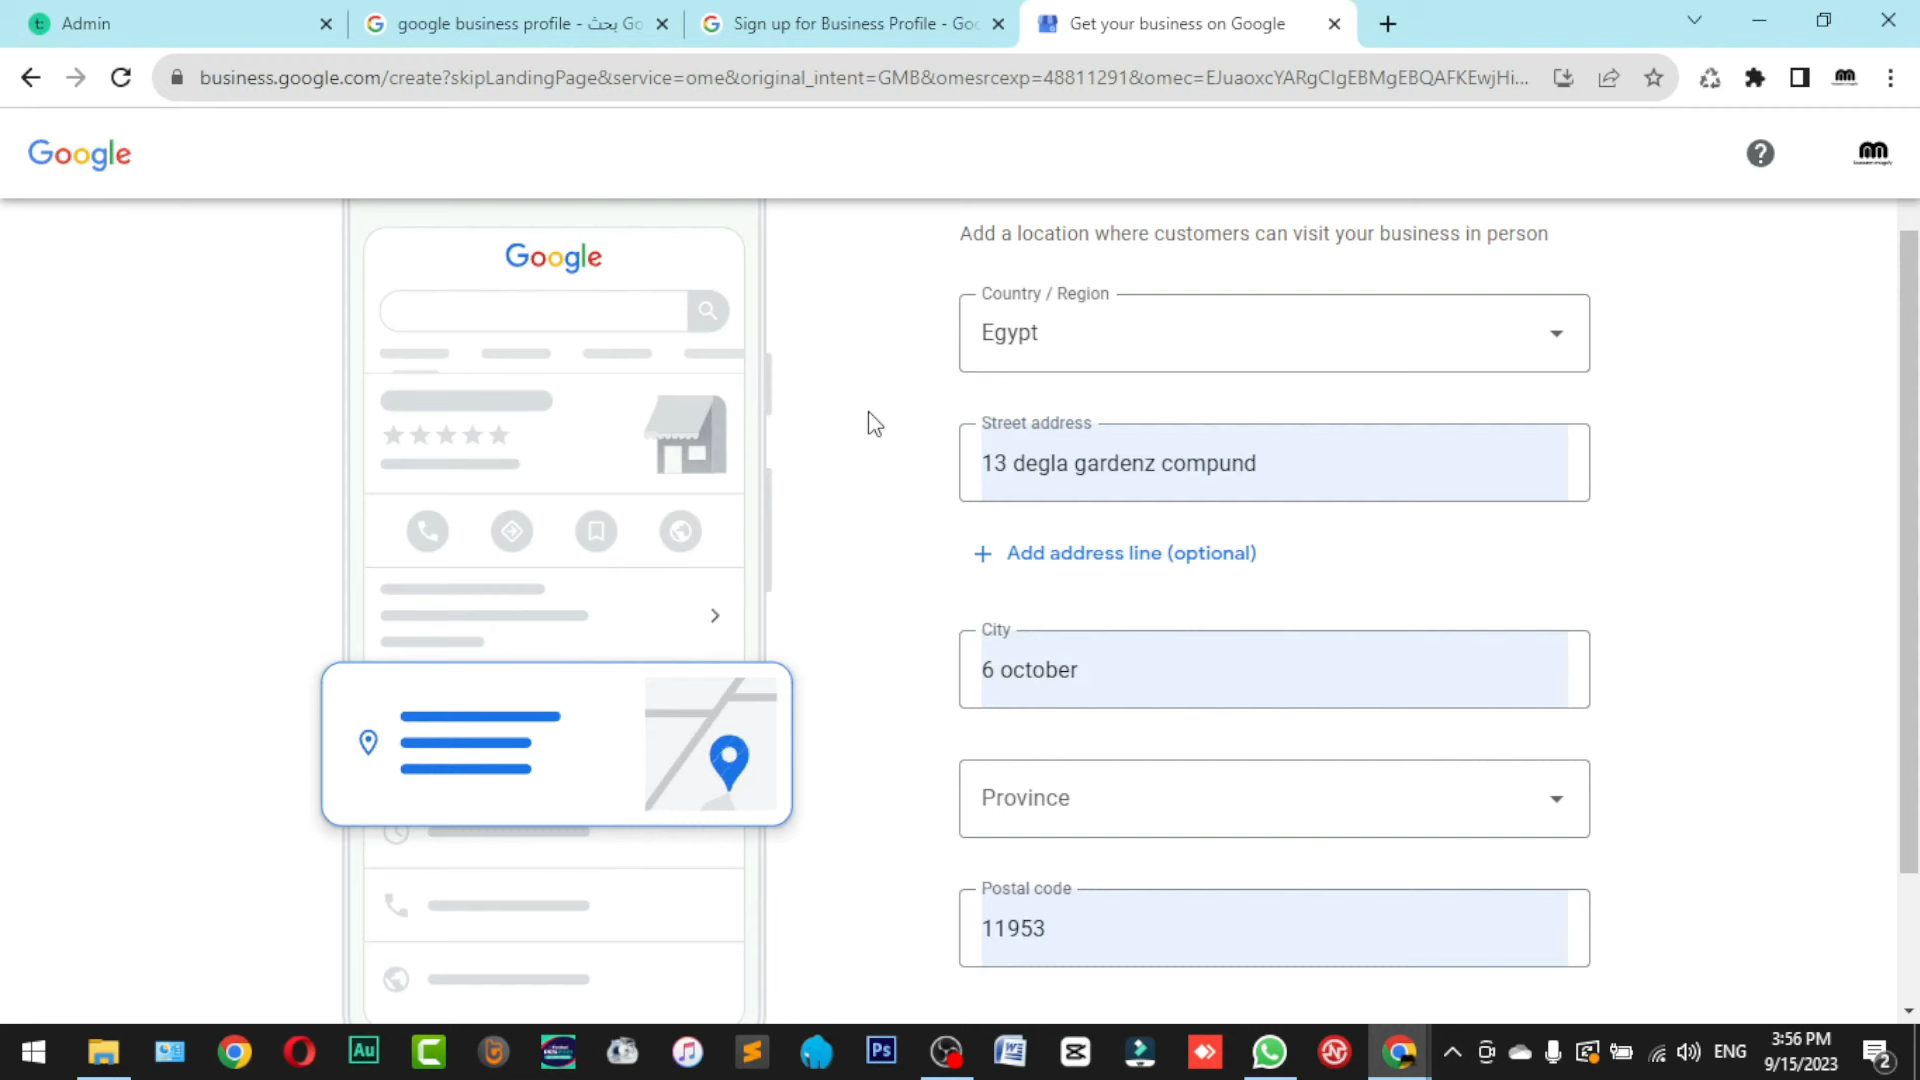 Admin
google business profile - بحث Go
Sign up for Business Profile - Goo
Get your business on Google
business.google.com/create?skipLandingPage&service=ome&original_intent=GMB&omesrcexp=48811291&omec=EJuaoxcYARgCIgEBMgEBQAFKEwjHi...
Google
Google
Add a location where customers can visit your business in person
Country / Region
Egypt
Street address
13 degla gardenz compund
+ Add address line (optional)
City
6 october
Province
Postal code
11953
Au
Ps
ENG
3:56 PM
9/15/2023
2